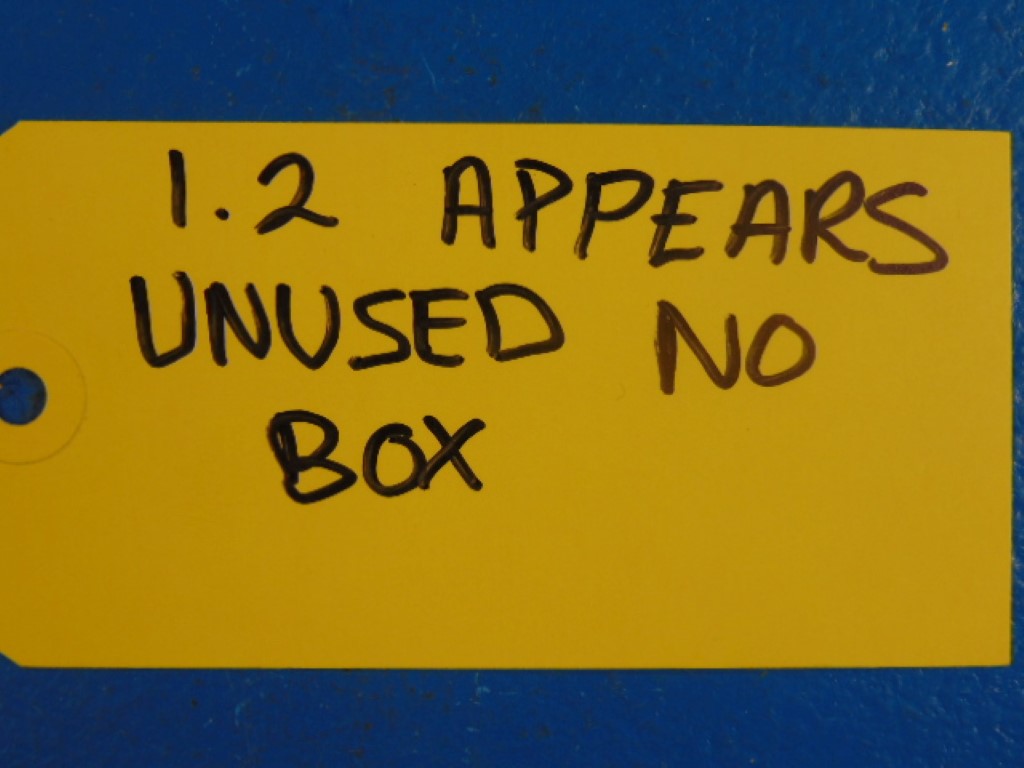 1.2 APPEARS
UNUSED NO
BOX